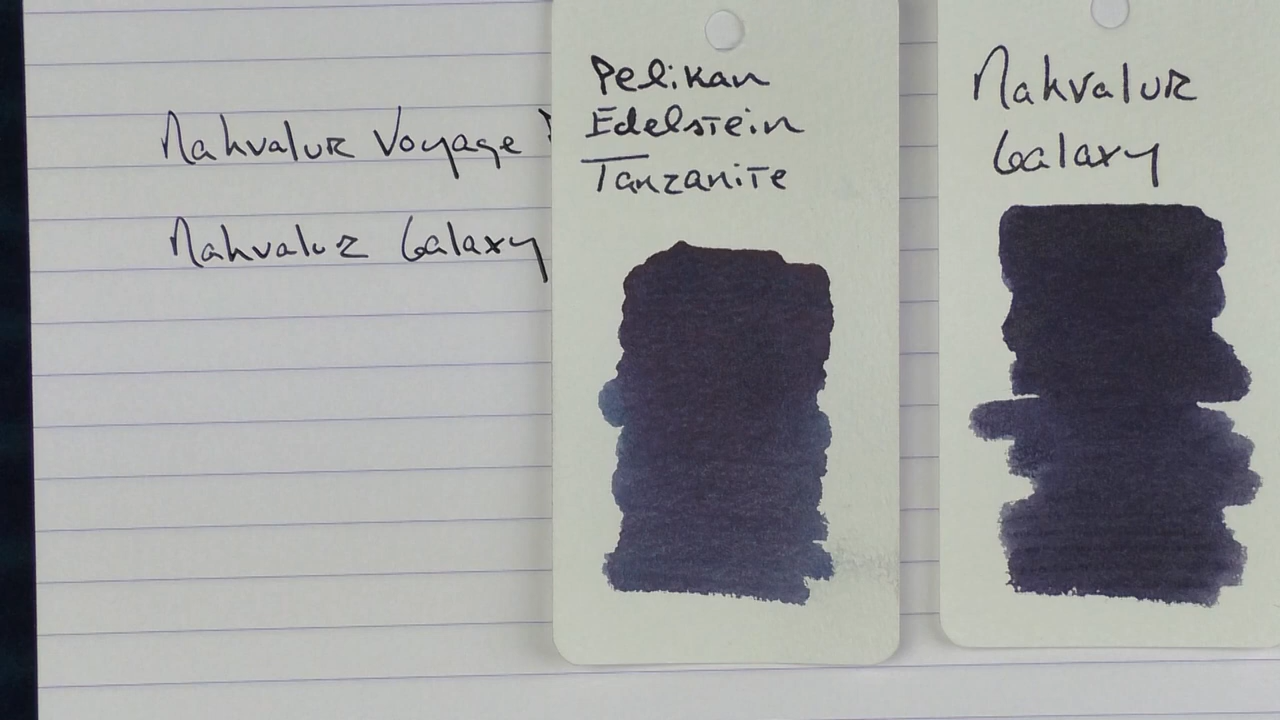 Nahvalur Voyage
Nahvalur Galaxy
Pelikan
Edelstein
Tanzanite
Nahvalur
Galaxy